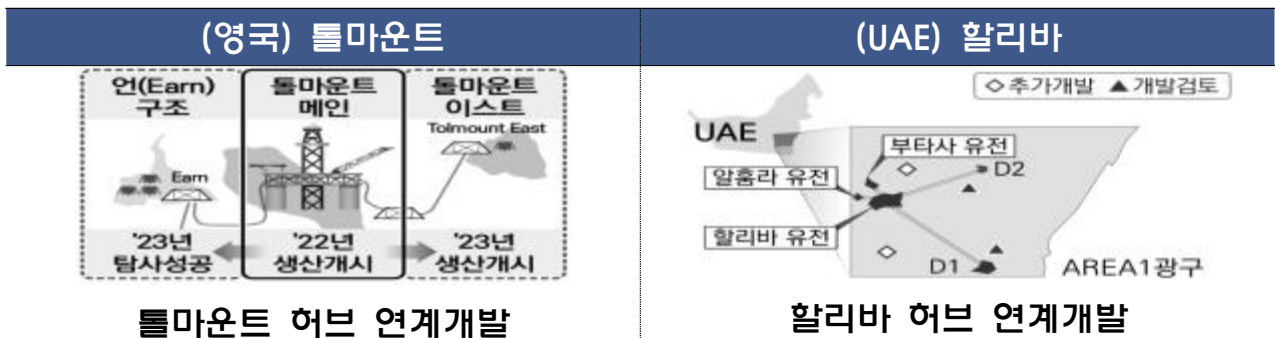 (영국) 톨마운트
언(Earn)
구조
톨마운트
메인
톨마운트
이스트
Tolmount East
Earn
'23년
탐사성공
'22년
생산개시
'23년
생산개시
톨마운트 허브 연계개발
(UAE) 할리바
◇추가개발 ▲개발검토
UAE
부타사 유전
알훔라 유전
할리바 유전
D2
D1
AREA1광구
할리바 허브 연계개발